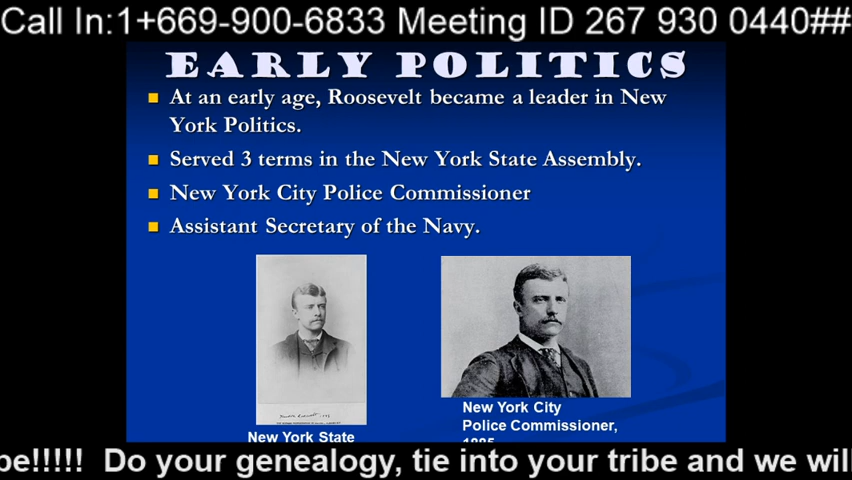 Call In:1+669-900-6833 Meeting ID 267 930 0440##
EARLY POLITICS
At an early age, Roosevelt became a leader in New
York Politics.
Served 3 terms in the New York State Assembly.
New York City Police Commissioner
Assistant Secretary of the Navy.
New York State
New York City
Police Commissioner,
be!!!!! Do your genealogy, tie into your tribe and we will